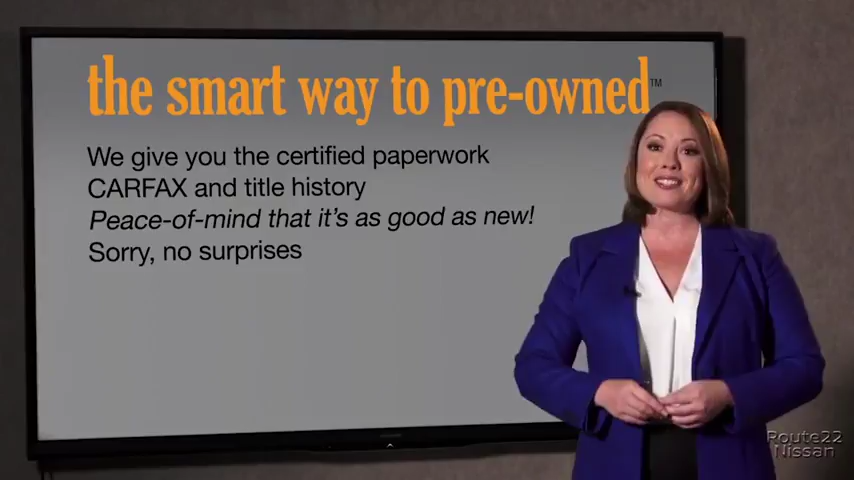 the smart way to pre-owned™
We give you the certified paperwork
CARFAX and title history
Peace-of-mind that it's as good as new!
Sorry, no surprises
Route22
Nissan